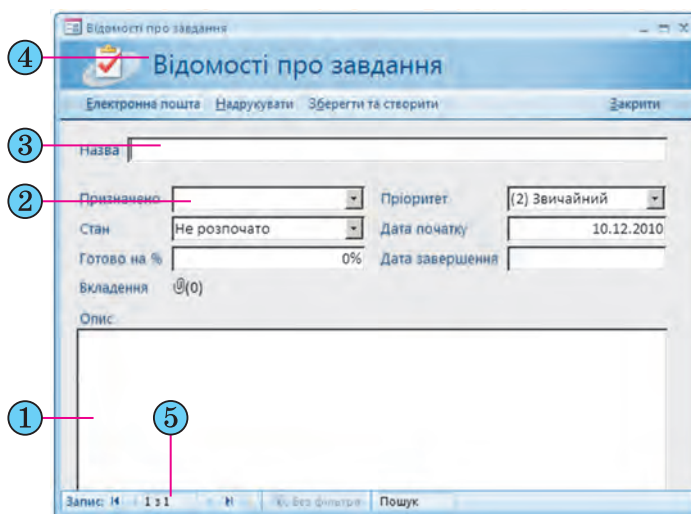 Відомості про завдання
4 Відомості про завдання
Електронна пошта Надрукувати Зберегти та створити Закрити
3 Назва
2 Призначено Пріоритет (2) Звичайний
Стан Не розпочато Дата початку 10.12.2010
Готово на % 0% Дата завершення
Вкладення (0)
Опис
1 5
Запис: 1 з 1 Без фільтра Пошук